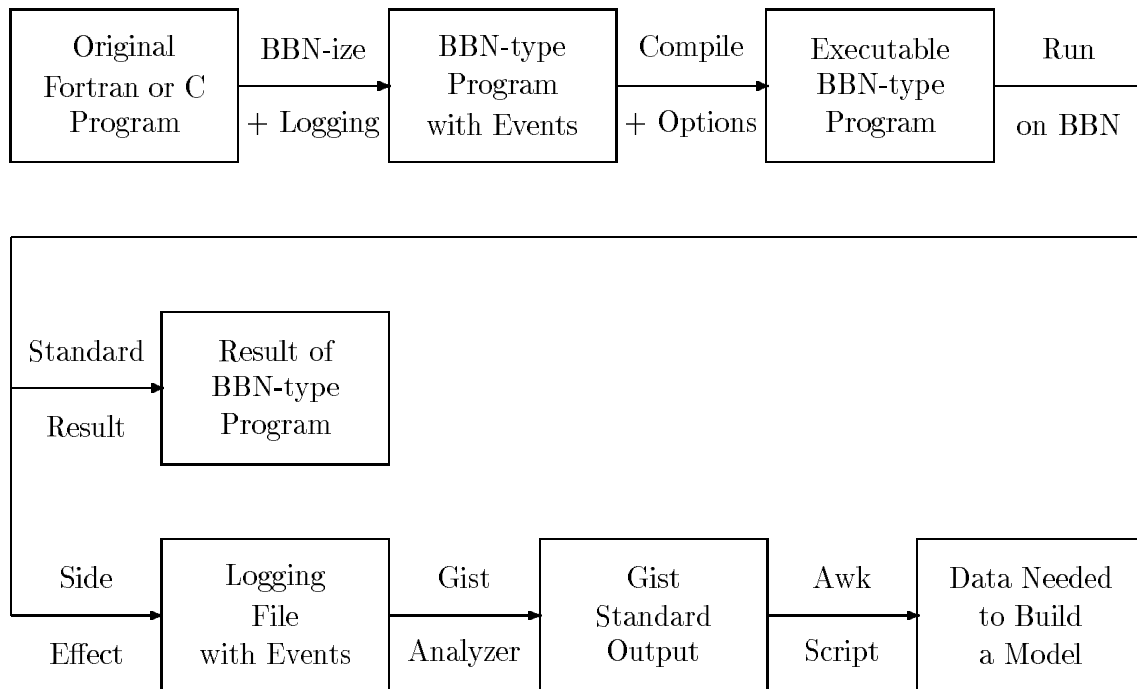 Original
Fortran or C
Program
BBN-ize
+ Logging
BBN-type
Program
with Events
Compile
+ Options
Executable
BBN-type
Program
Run
on BBN
Standard
Result
Result of
BBN-type
Program
Side
Effect
Logging
File
with Events
Gist
Analyzer
Gist
Standard
Output
Awk
Script
Data Needed
to Build
a Model